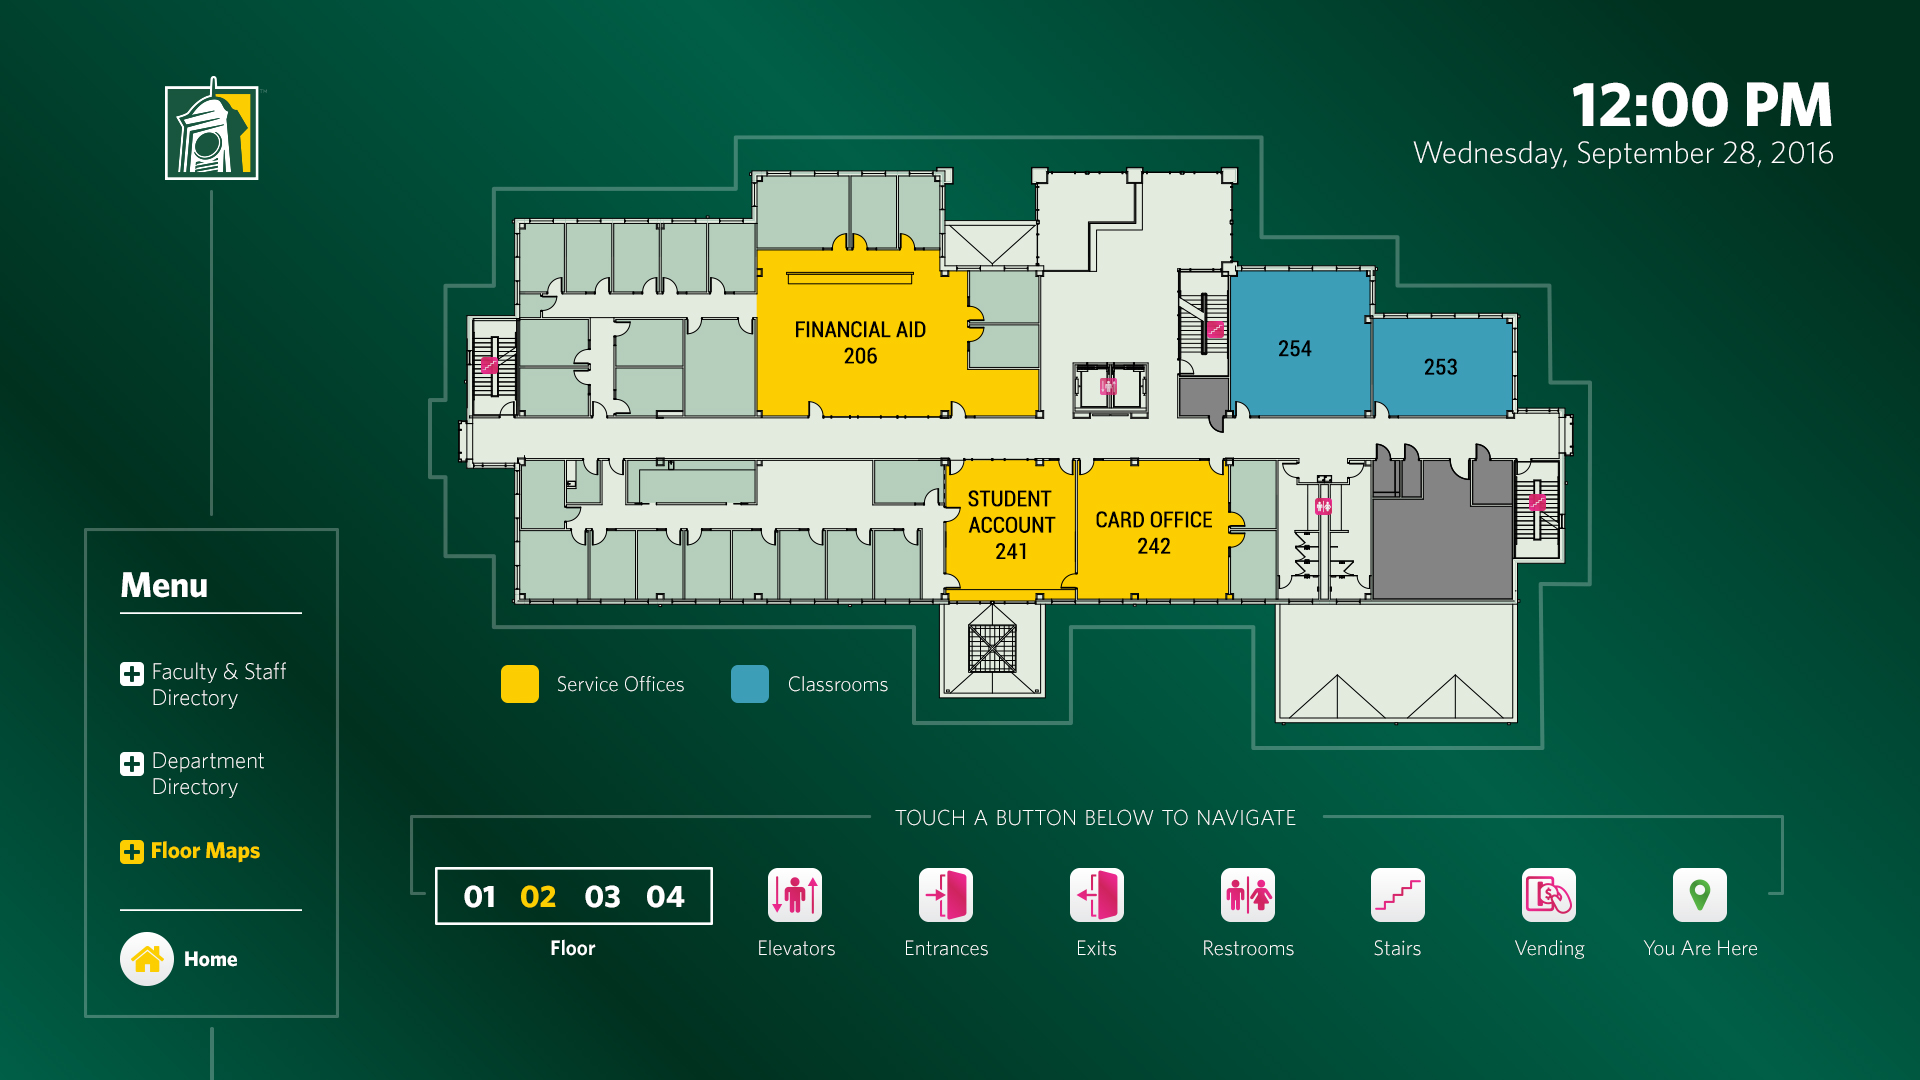 12:00 PM
Wednesday, September 28, 2016
FINANCIAL AID
206
254
253
STUDENT
ACCOUNT
241
CARD OFFICE
242
Service Offices
Classrooms
Menu
Faculty & Staff
Directory
Department
Directory
Floor Maps
Home
TOUCH A BUTTON BELOW TO NAVIGATE
01 02 03 04
Floor
Elevators
Entrances
Exits
Restrooms
Stairs
Vending
You Are Here